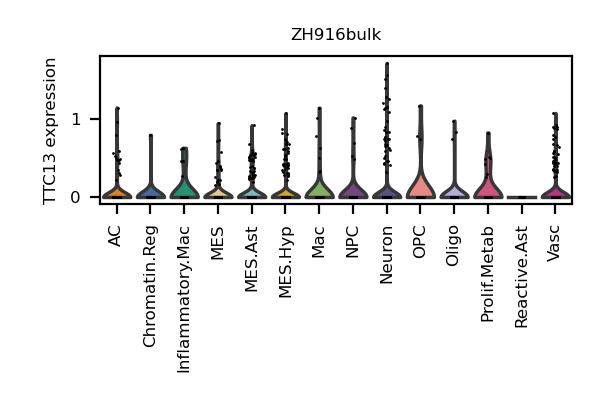 ZH916bulk
TTC13 expression
1
0
AC
Chromatin.Reg
Inflammatory.Mac
MES
MES.Ast
MES.Hyp
Mac
NPC
Neuron
OPC
Oligo
Prolif.Metab
Reactive.Ast
Vasc